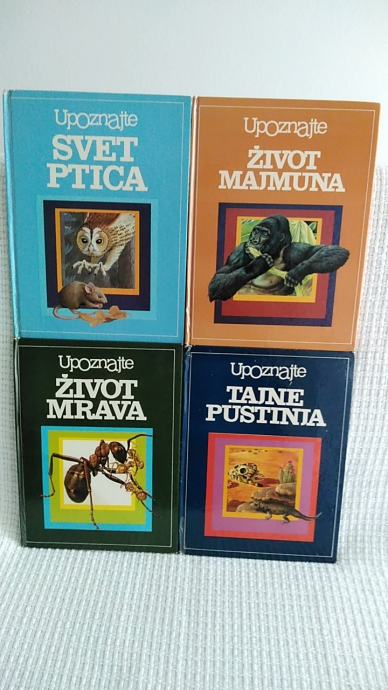 Upoznajte
SVET
PTICA
Upoznajte
ŽIVOT
MAJMUNA
Upoznajte
ŽIVOT
MRAVA
Upoznajte
TAJNE
PUSTINJA